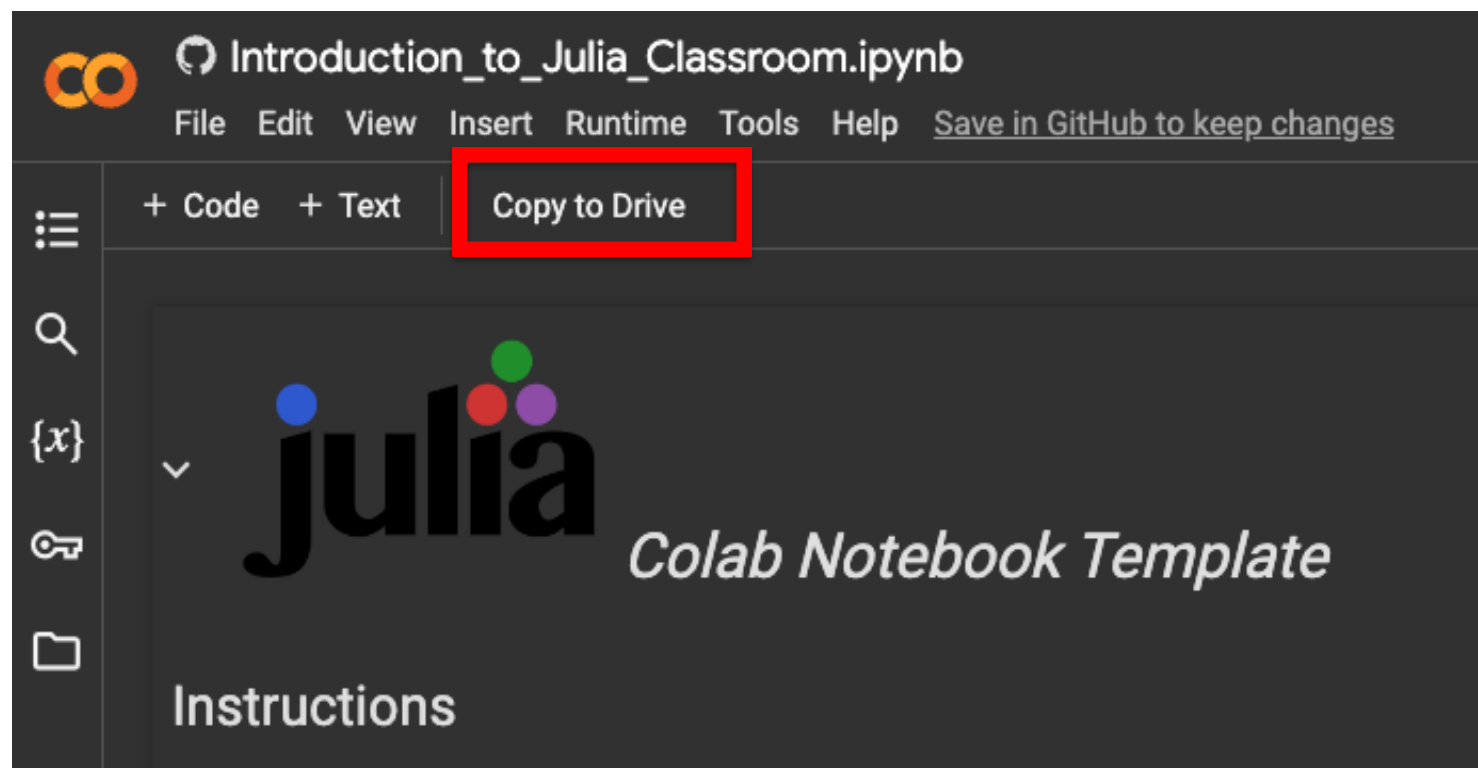 Introduction_to_Julia_Classroom.ipynb
File Edit View Insert Runtime Tools Help Save in GitHub to keep changes
+ Code + Text Copy to Drive
{x}
julia Colab Notebook Template
Instructions